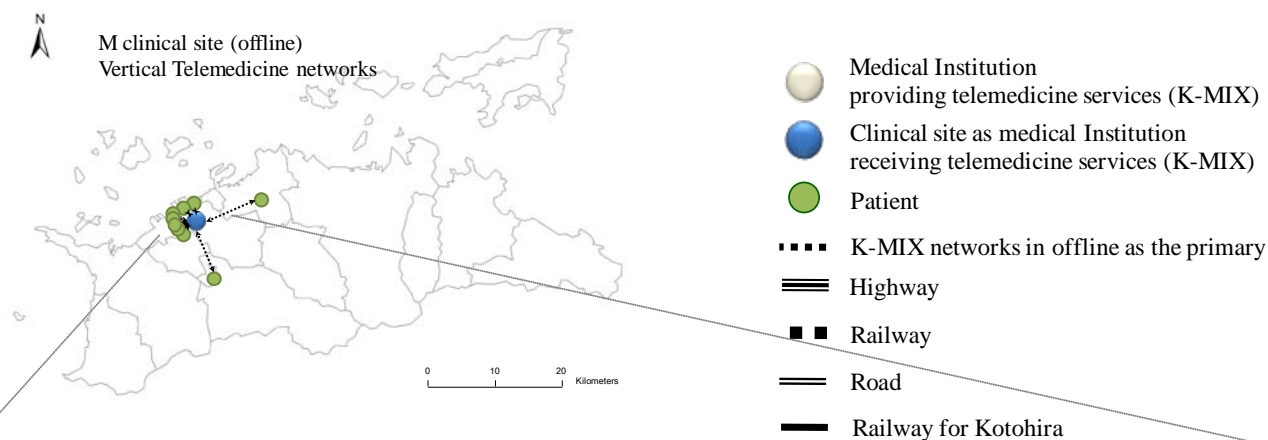 N
M clinical site (offline)
Vertical Telemedicine networks
Medical Institution
providing telemedicine services (K-MIX)
Clinical site as medical Institution
receiving telemedicine services (K-MIX)
Patient
K-MIX networks in offline as the primary
Highway
Railway
Road
Railway for Kotohira
0 10 20
Kilometers